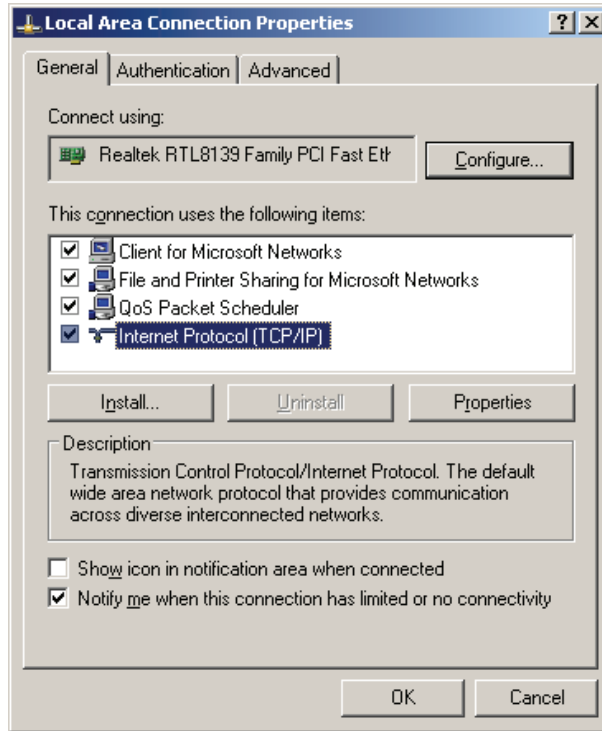 Local Area Connection Properties
General Authentication Advanced
Connect using:
Realtek RTL8139 Family PCI Fast Eth
Configure...
This connection uses the following items:
Client for Microsoft Networks
File and Printer Sharing for Microsoft Networks
QoS Packet Scheduler
Internet Protocol (TCP/IP)
Install... Uninstall Properties
Description
Transmission Control Protocol/Internet Protocol. The default
wide area network protocol that provides communication
across diverse interconnected networks.
Show icon in notification area when connected
Notify me when this connection has limited or no connectivity
OK Cancel